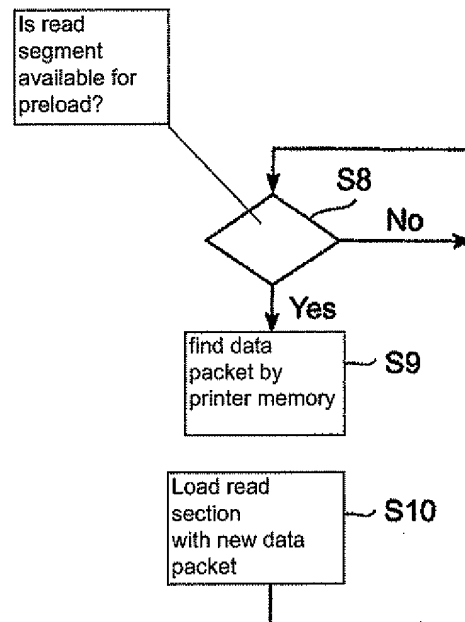 Is read
segment
available for
preload?
S8
No
Yes
find data
packet by
printer memory
S9
Load read
section
with new data
packet
S10